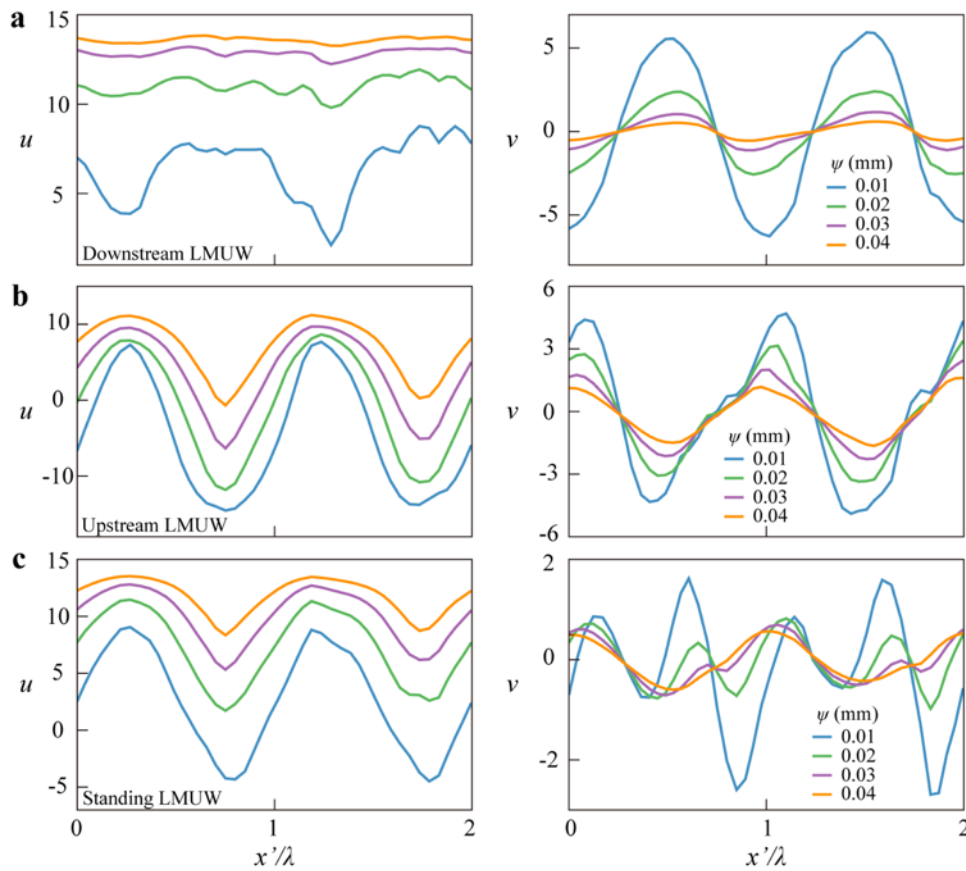 a
15
10
5
u
Downstream LMUW
5
0
-5
v
ψ (mm)
0.01
0.02
0.03
0.04
b
10
0
-10
u
Upstream LMUW
6
3
0
-3
-6
v
ψ (mm)
0.01
0.02
0.03
0.04
c
15
10
5
0
-5
u
Standing LMUW
0 1 2
x’/λ
2
0
-2
v
ψ (mm)
0.01
0.02
0.03
0.04
0 1 2
x’/λ